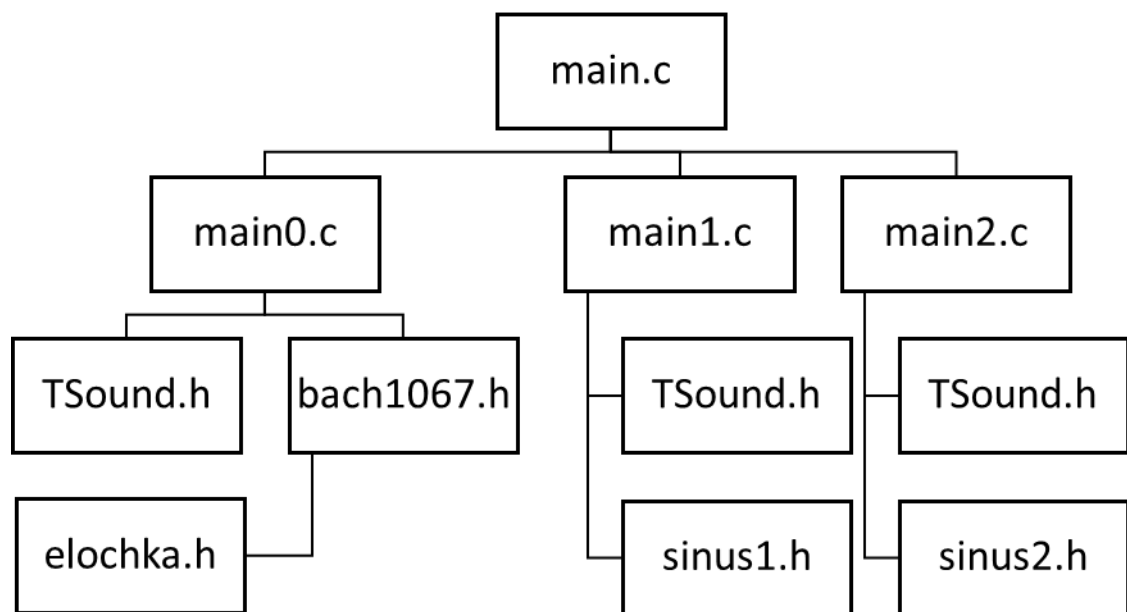 main.c
main0.c
main1.c
main2.c
TSound.h
bach1067.h
TSound.h
TSound.h
elochka.h
sinus1.h
sinus2.h